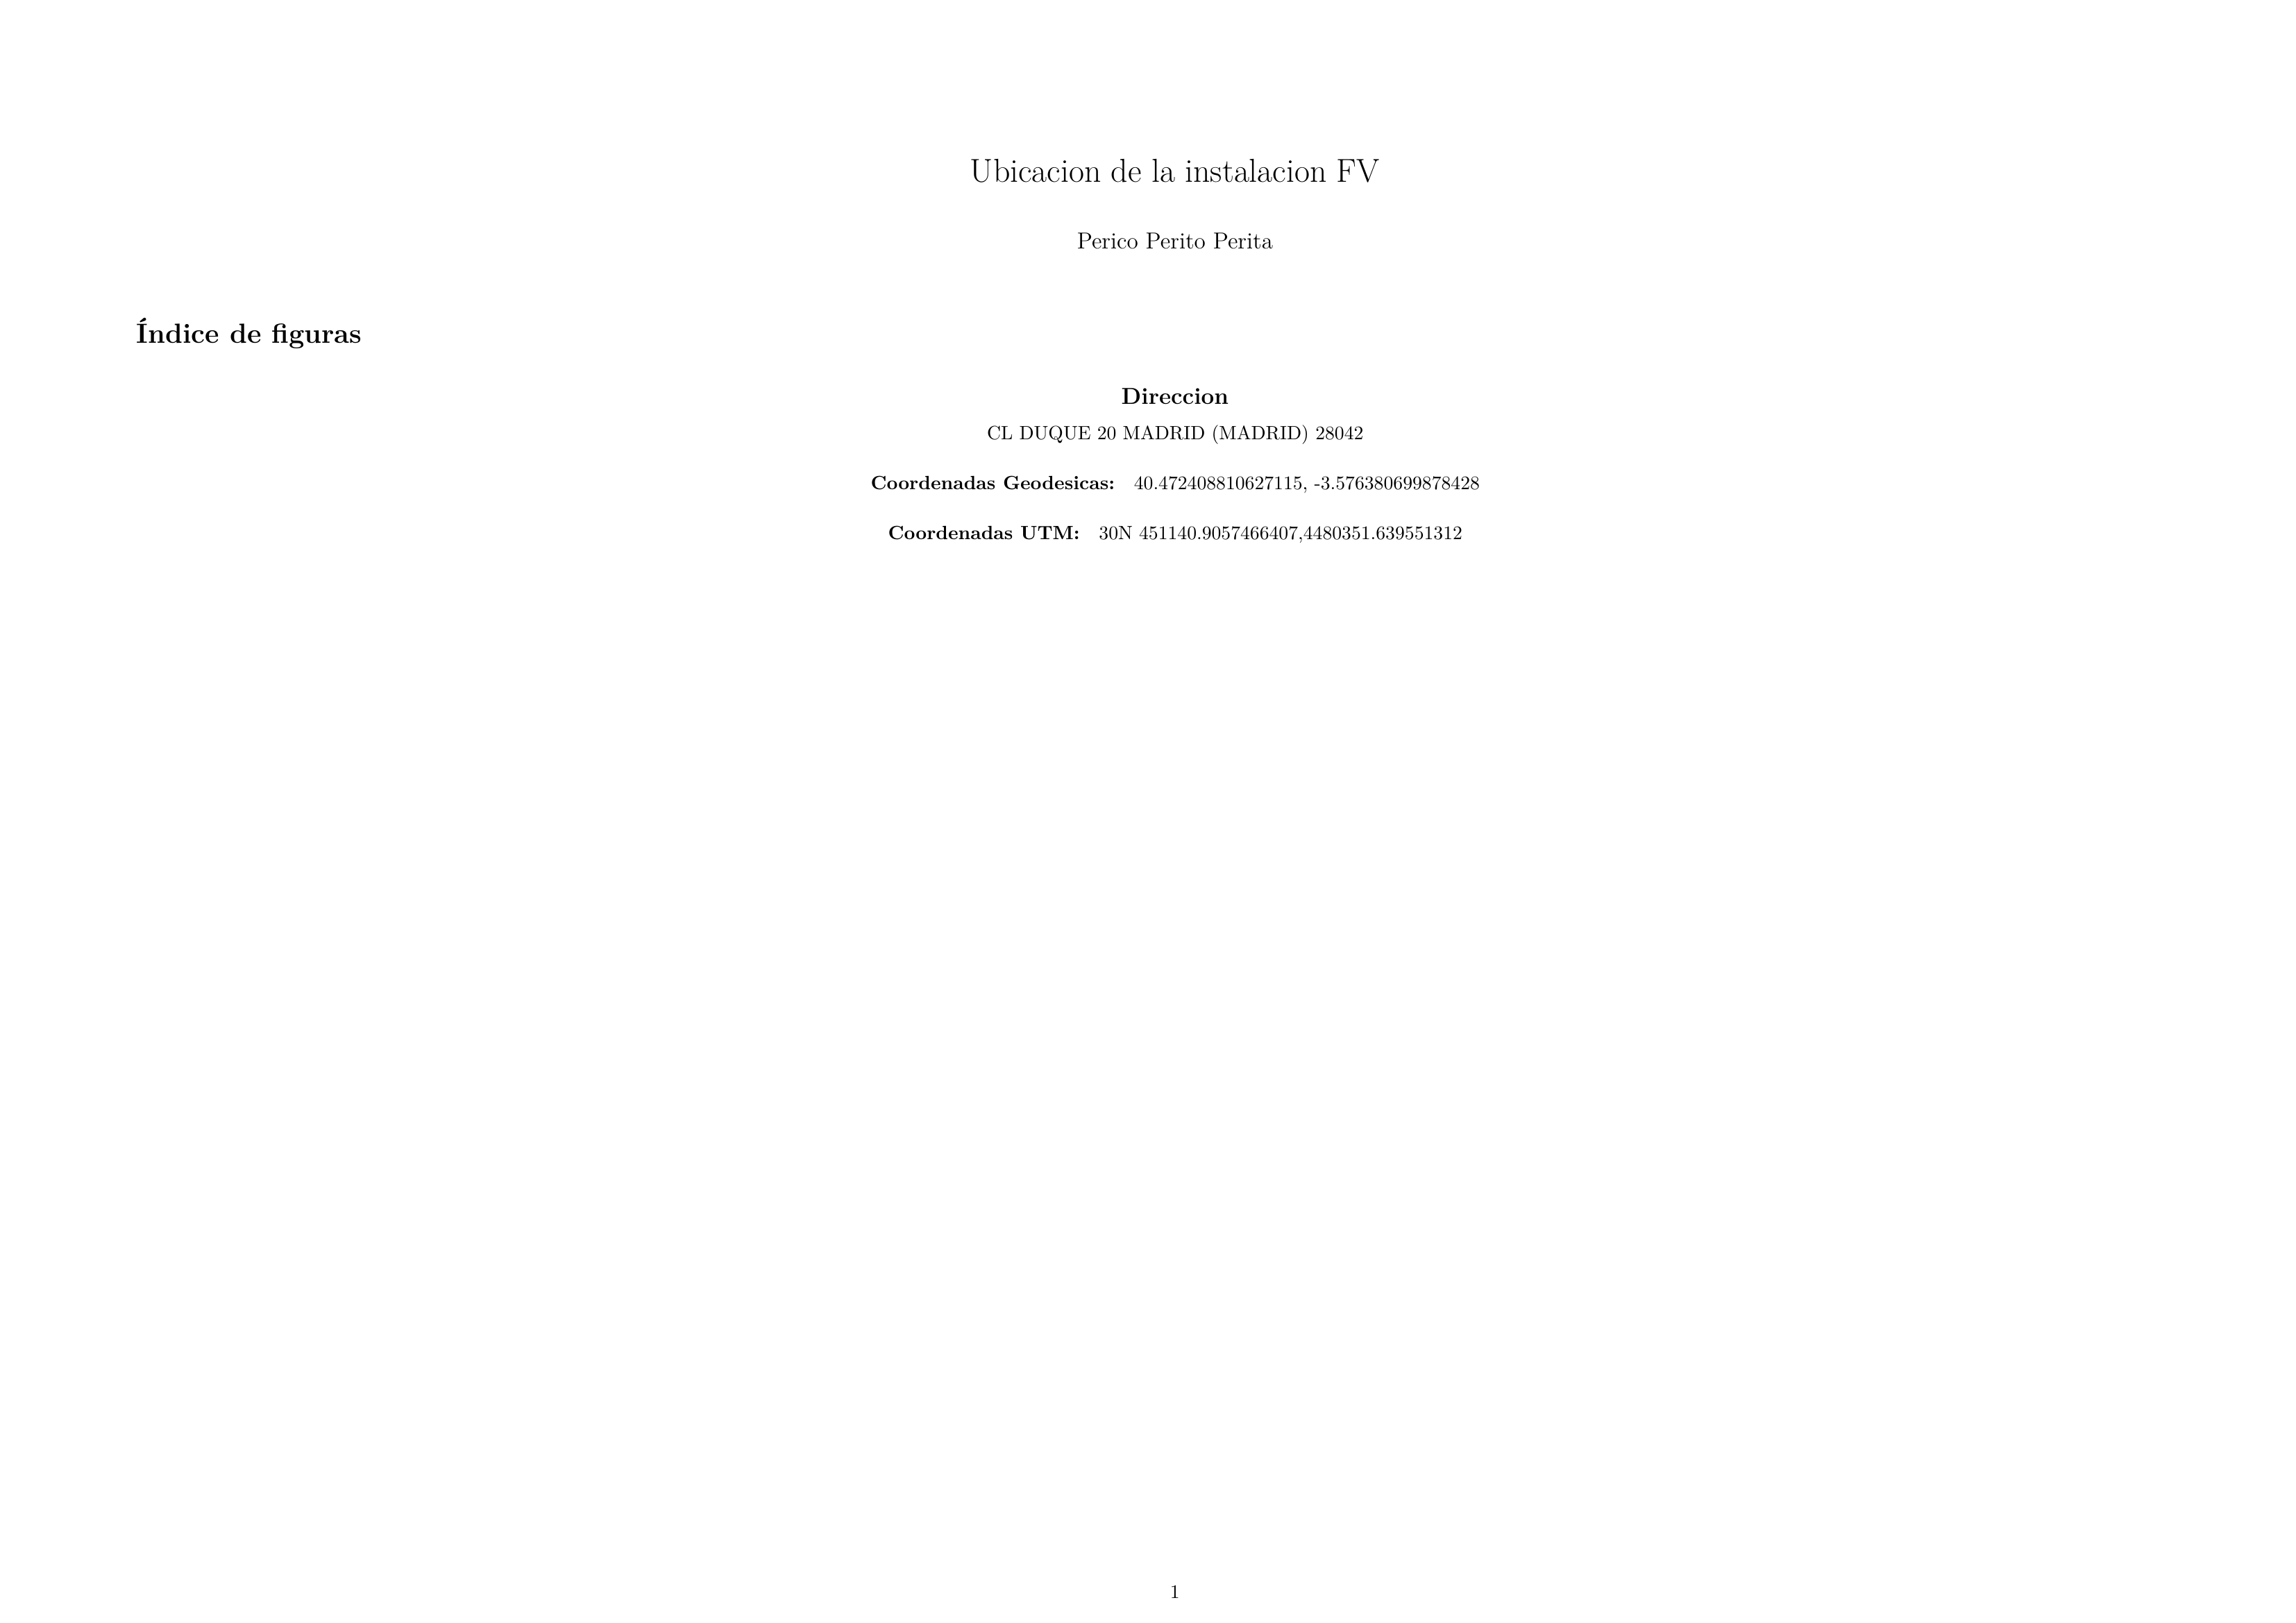 Ubicacion de la instalacion FV
Perico Perito Perita
Índice de figuras
Direccion
CL DUQUE 20 MADRID (MADRID) 28042
Coordenadas Geodesicas: 40.472408810627115, -3.576380699878428
Coordenadas UTM: 30N 451140.9057466407,4480351.639551312
1